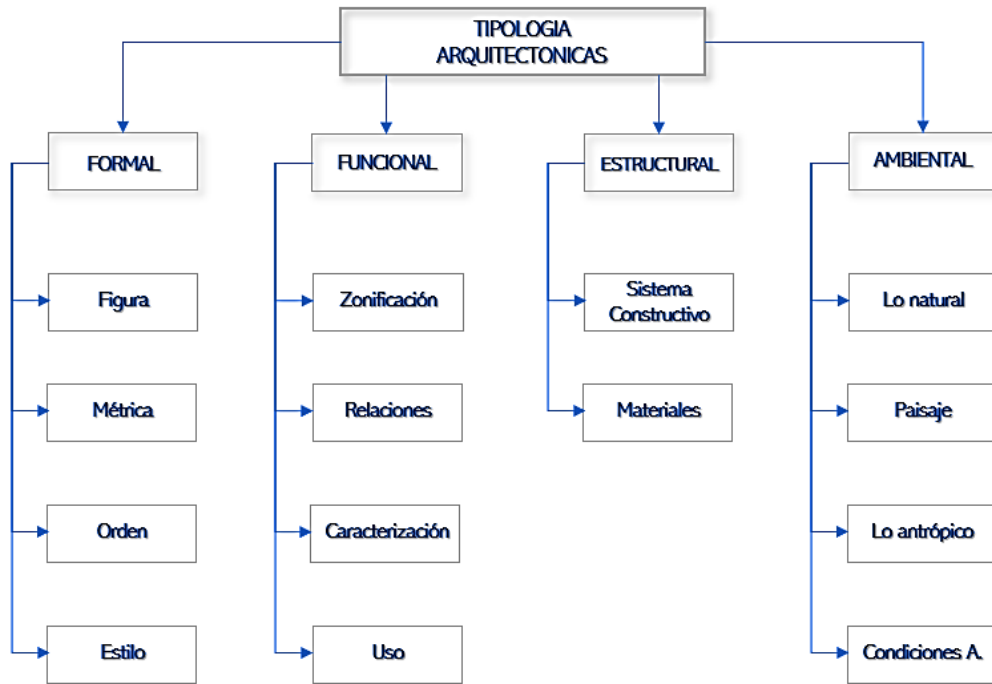 TIPOLOGIA
ARQUITECTONICAS
FORMAL
FUNCIONAL
ESTRUCTURAL
AMBIENTAL
Figura
Zonificación
Sistema
Constructivo
Lo natural
Métrica
Relaciones
Materiales
Paisaje
Orden
Caracterización
Lo antrópico
Estilo
Uso
Condiciones A.